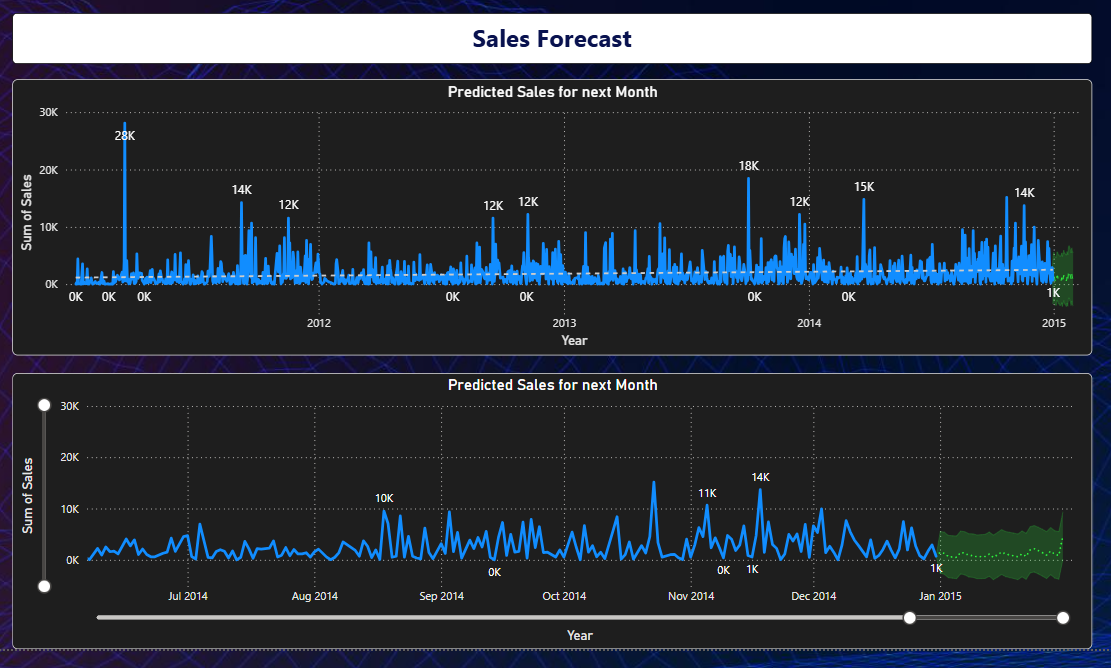 Sales Forecast
Predicted Sales for next Month
30K
28K
20K
18K
14K
12K
12K
12K
12K
15K
14K
10K
0K
0K
0K
0K
0K
0K
0K
0K
1K
2012
2013
2014
2015
Sum of Sales
Year
Predicted Sales for next Month
30K
20K
14K
11K
10K
10K
0K
0K
0K
1K
1K
Jul 2014
Aug 2014
Sep 2014
Oct 2014
Nov 2014
Dec 2014
Jan 2015
Sum of Sales
Year